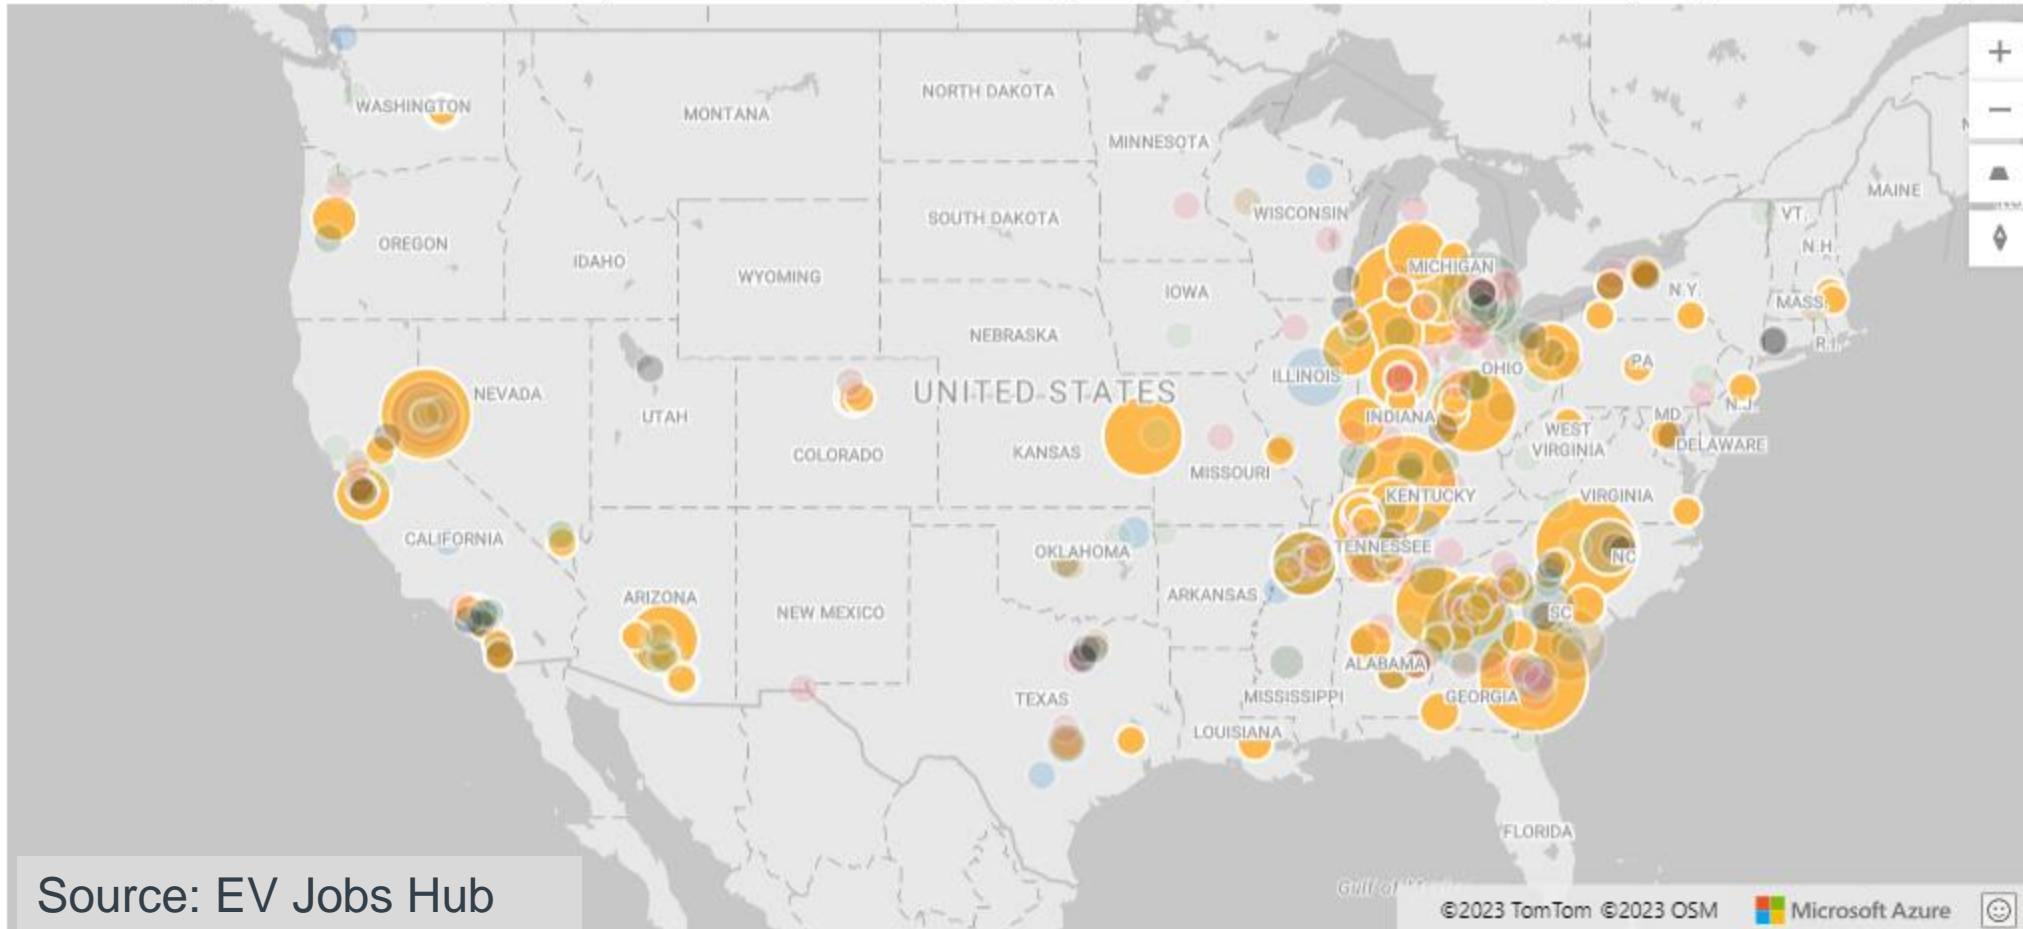 WASHINGTON
MONTANA
NORTH DAKOTA
MINNESOTA
MAINE
SOUTH DAKOTA
WISCONSIN
VT.
N.H.
OREGON
IDAHO
WYOMING
MICHIGAN
IOWA
N.Y.
MASS.
NEBRASKA
R.I.
NEVADA
UNITED STATES
ILLINOIS
OHIO
PA
N.J.
UTAH
INDIANA
MD
COLORADO
KANSAS
MISSOURI
WEST
VIRGINIA
DELAWARE
KENTUCKY
VIRGINIA
CALIFORNIA
OKLAHOMA
TENNESSEE
NC
ARIZONA
NEW MEXICO
ARKANSAS
SC
ALABAMA
TEXAS
MISSISSIPPI
GEORGIA
LOUISIANA
FLORIDA
Gulf of
Source: EV Jobs Hub
©2023 TomTom ©2023 OSM
Microsoft Azure